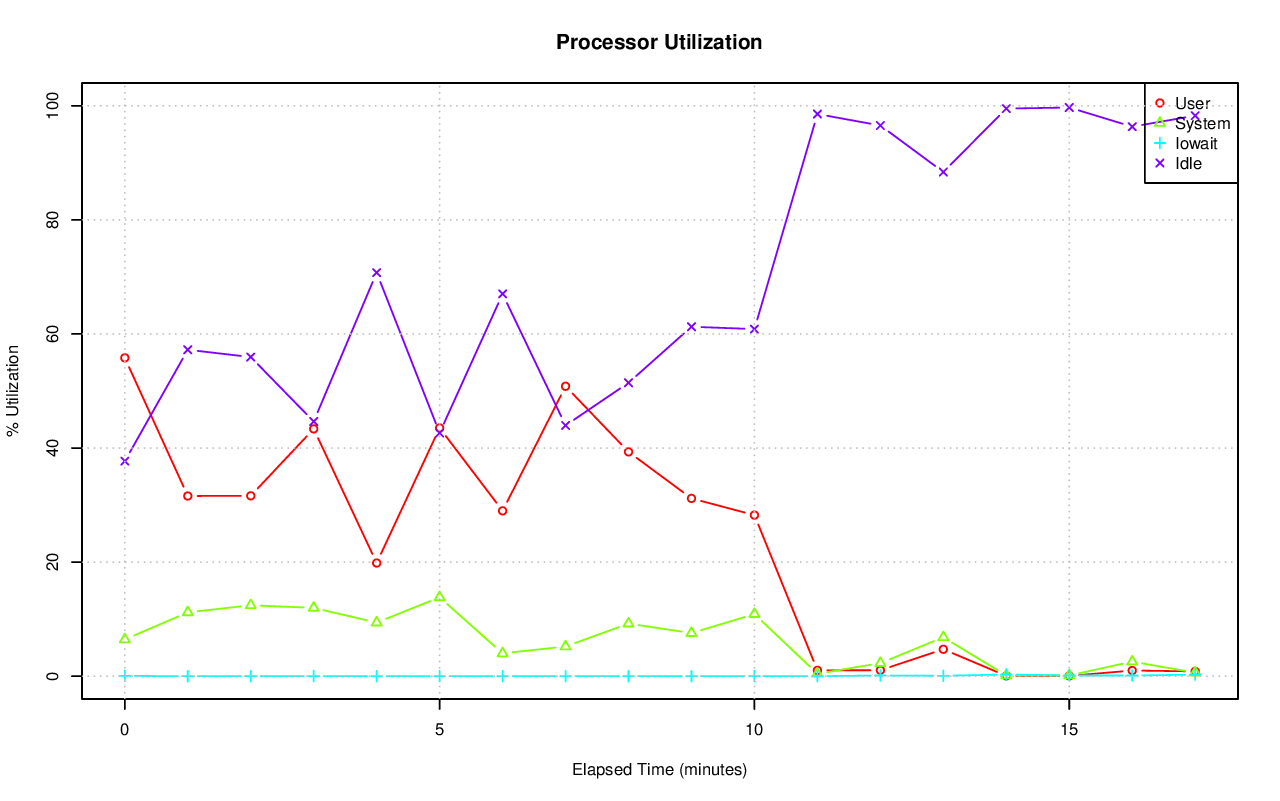 Processor Utilization
% Utilization
100
80
60
40
20
0
User
System
Iowait
Idle
0 5 10 15
Elapsed Time (minutes)